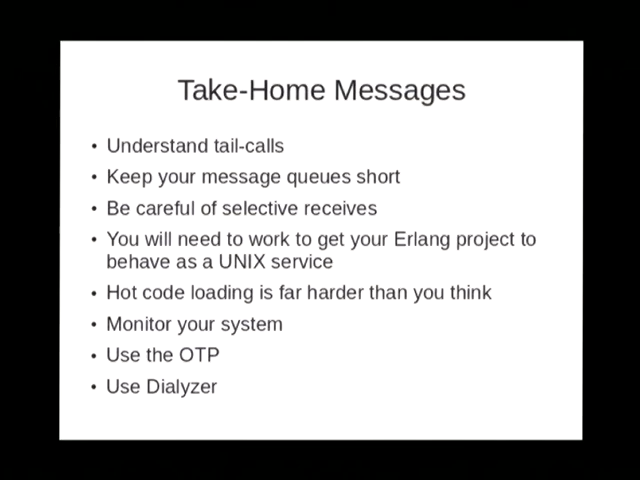 Take-Home Messages
• Understand tail-calls
• Keep your message queues short
• Be careful of selective receives
• You will need to work to get your Erlang project to
behave as a UNIX service
• Hot code loading is far harder than you think
• Monitor your system
• Use the OTP
• Use Dialyzer